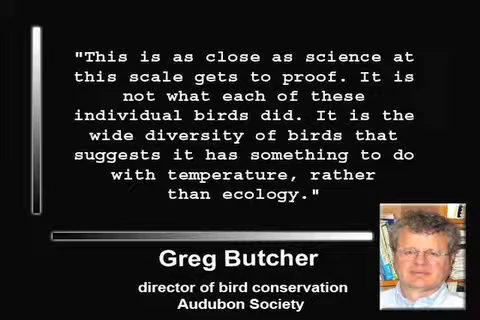 "This is as close as science at
this scale gets to proof. It is
not what each of these
individual birds did. It is the
wide diversity of birds that
suggests it has something to do
with temperature, rather
than ecology."
Greg Butcher
director of bird conservation
Audubon Society